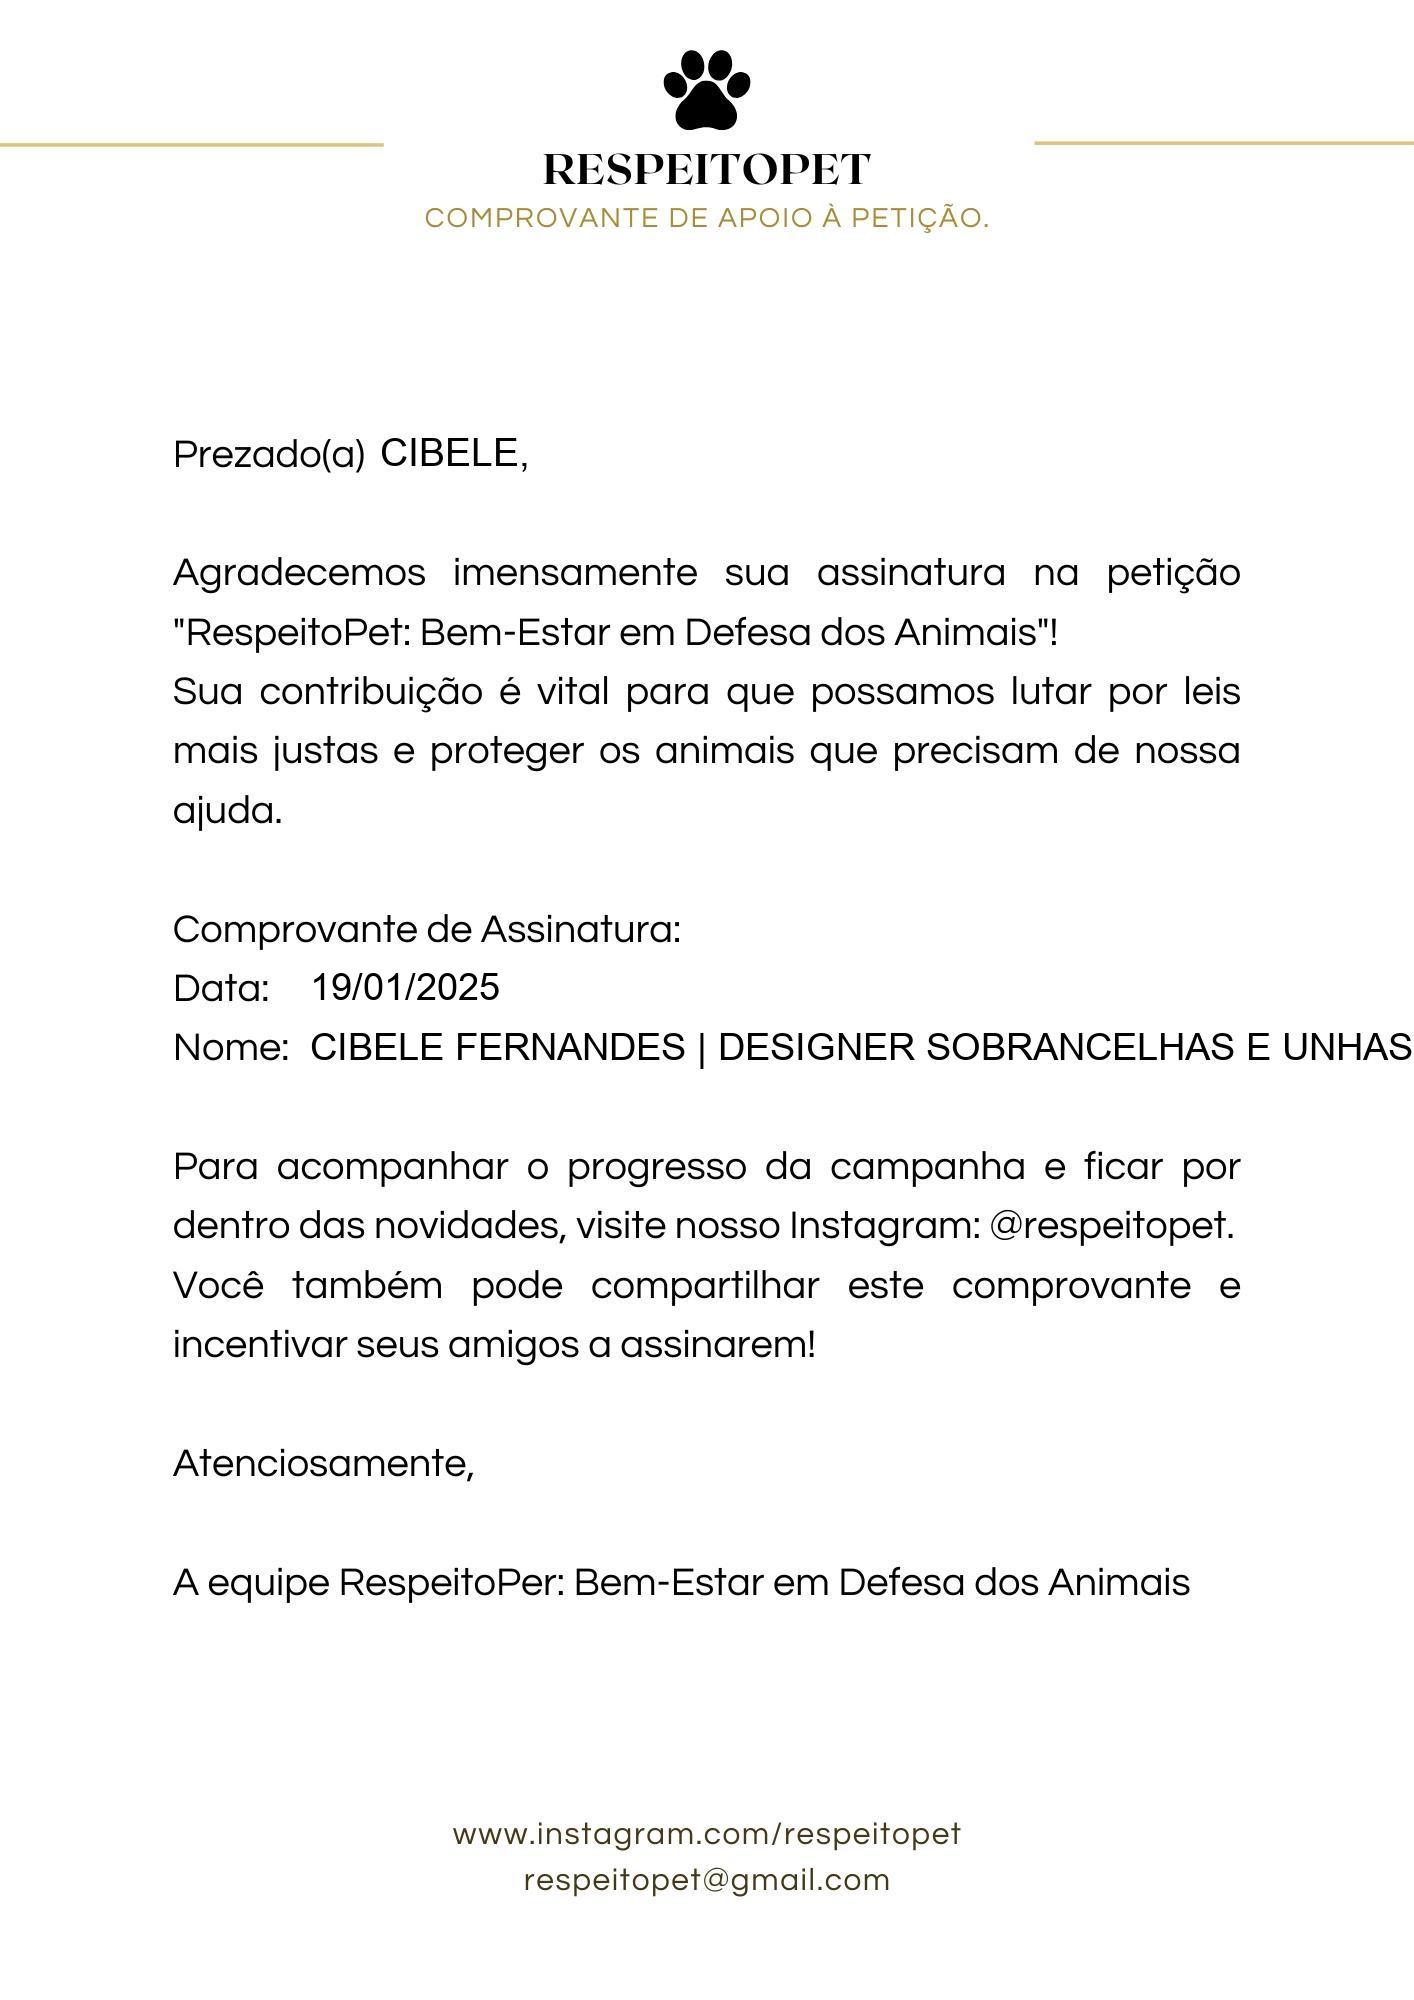 RESPEITOPET
COMPROVANTE DE APOIO À PETIÇÃO.
Prezado(a) CIBELE,
Agradecemos imensamente sua assinatura na petição
"RespeitoPet: Bem-Estar em Defesa dos Animais"!
Sua contribuição é vital para que possamos lutar por leis
mais justas e proteger os animais que precisam de nossa
ajuda.
Comprovante de Assinatura:
Data: 19/01/2025
Nome: CIBELE FERNANDES | DESIGNER SOBRANCELHAS E UNHAS
Para acompanhar o progresso da campanha e ficar por
dentro das novidades, visite nosso Instagram: @respeitopet.
Você também pode compartilhar este comprovante e
incentivar seus amigos a assinarem!
Atenciosamente,
A equipe RespeitoPer: Bem-Estar em Defesa dos Animais
www.instagram.com/respeitopet
respeitopet@gmail.com